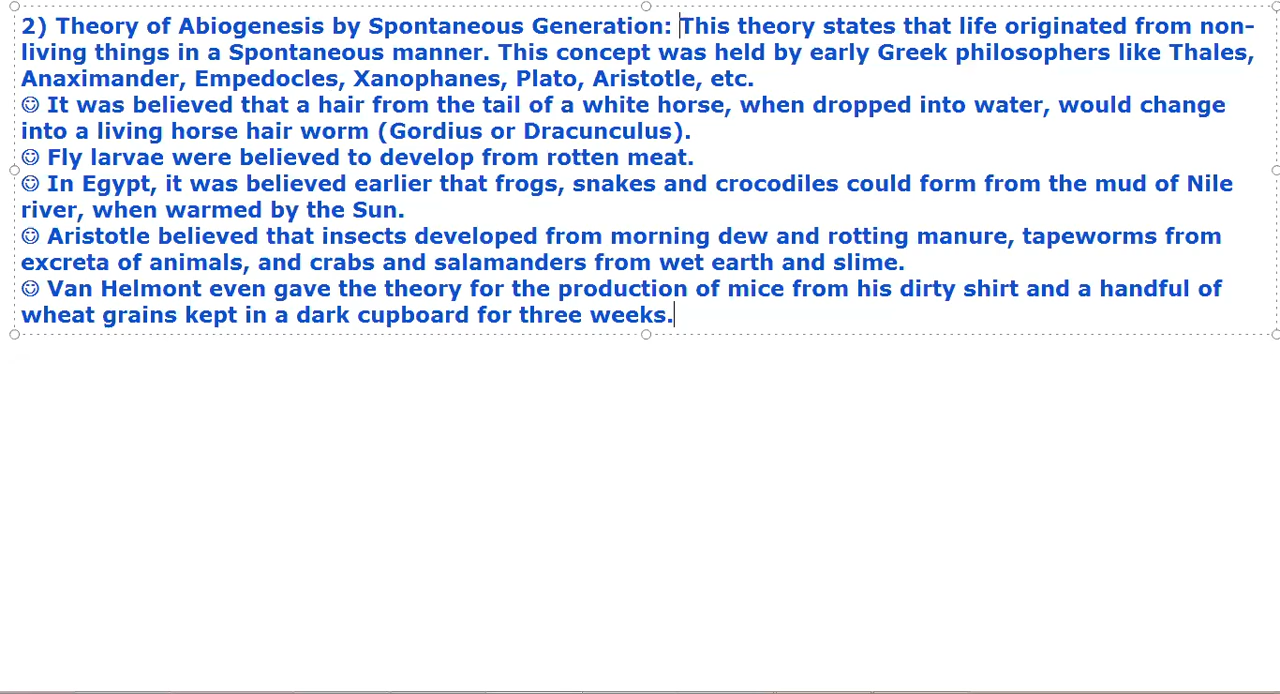 2) Theory of Abiogenesis by Spontaneous Generation: This theory states that life originated from non-
living things in a Spontaneous manner. This concept was held by early Greek philosophers like Thales,
Anaximander, Empedocles, Xanophanes, Plato, Aristotle, etc.
☺ It was believed that a hair from the tail of a white horse, when dropped into water, would change
into a living horse hair worm (Gordius or Dracunculus).
☺ Fly larvae were believed to develop from rotten meat.
☺ In Egypt, it was believed earlier that frogs, snakes and crocodiles could form from the mud of Nile
river, when warmed by the Sun.
☺ Aristotle believed that insects developed from morning dew and rotting manure, tapeworms from
excreta of animals, and crabs and salamanders from wet earth and slime.
☺ Van Helmont even gave the theory for the production of mice from his dirty shirt and a handful of
wheat grains kept in a dark cupboard for three weeks.